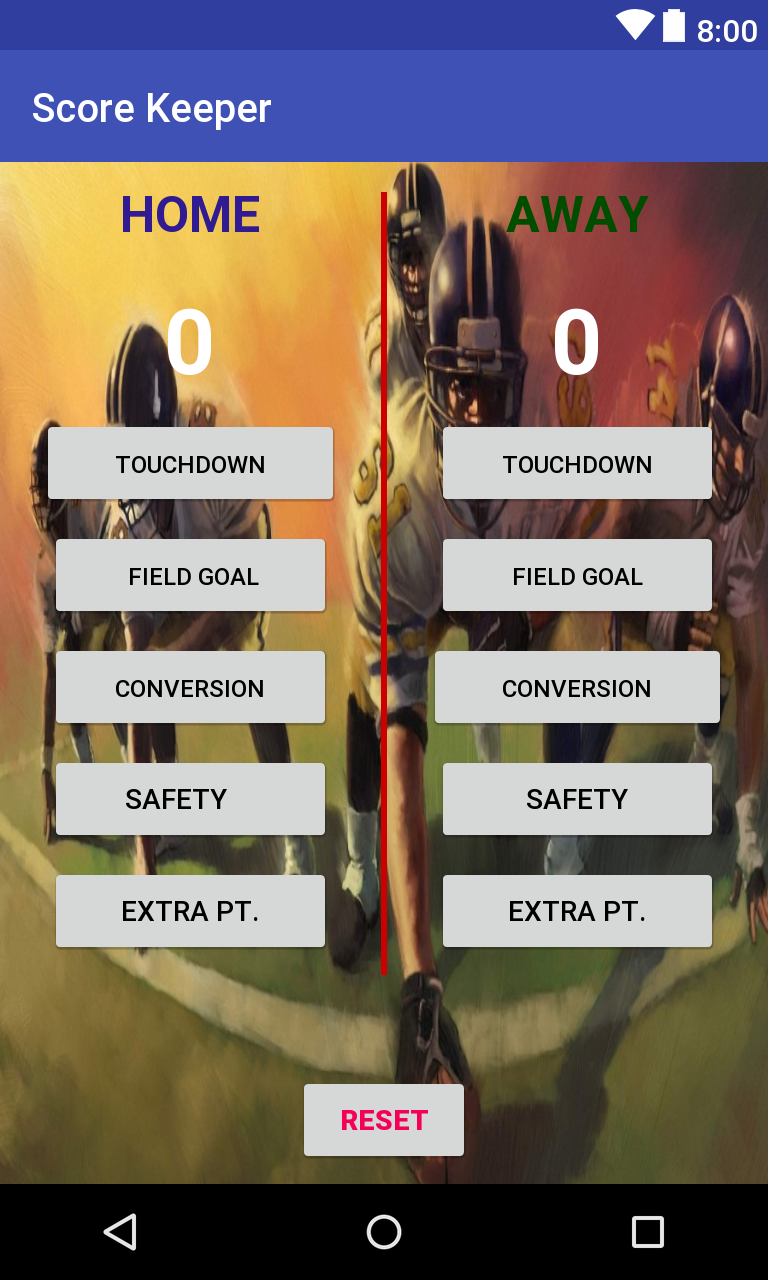 8:00
Score Keeper
HOME
AWAY
0
0
TOUCHDOWN
TOUCHDOWN
FIELD GOAL
FIELD GOAL
CONVERSION
CONVERSION
SAFETY
SAFETY
EXTRA PT.
EXTRA PT.
RESET